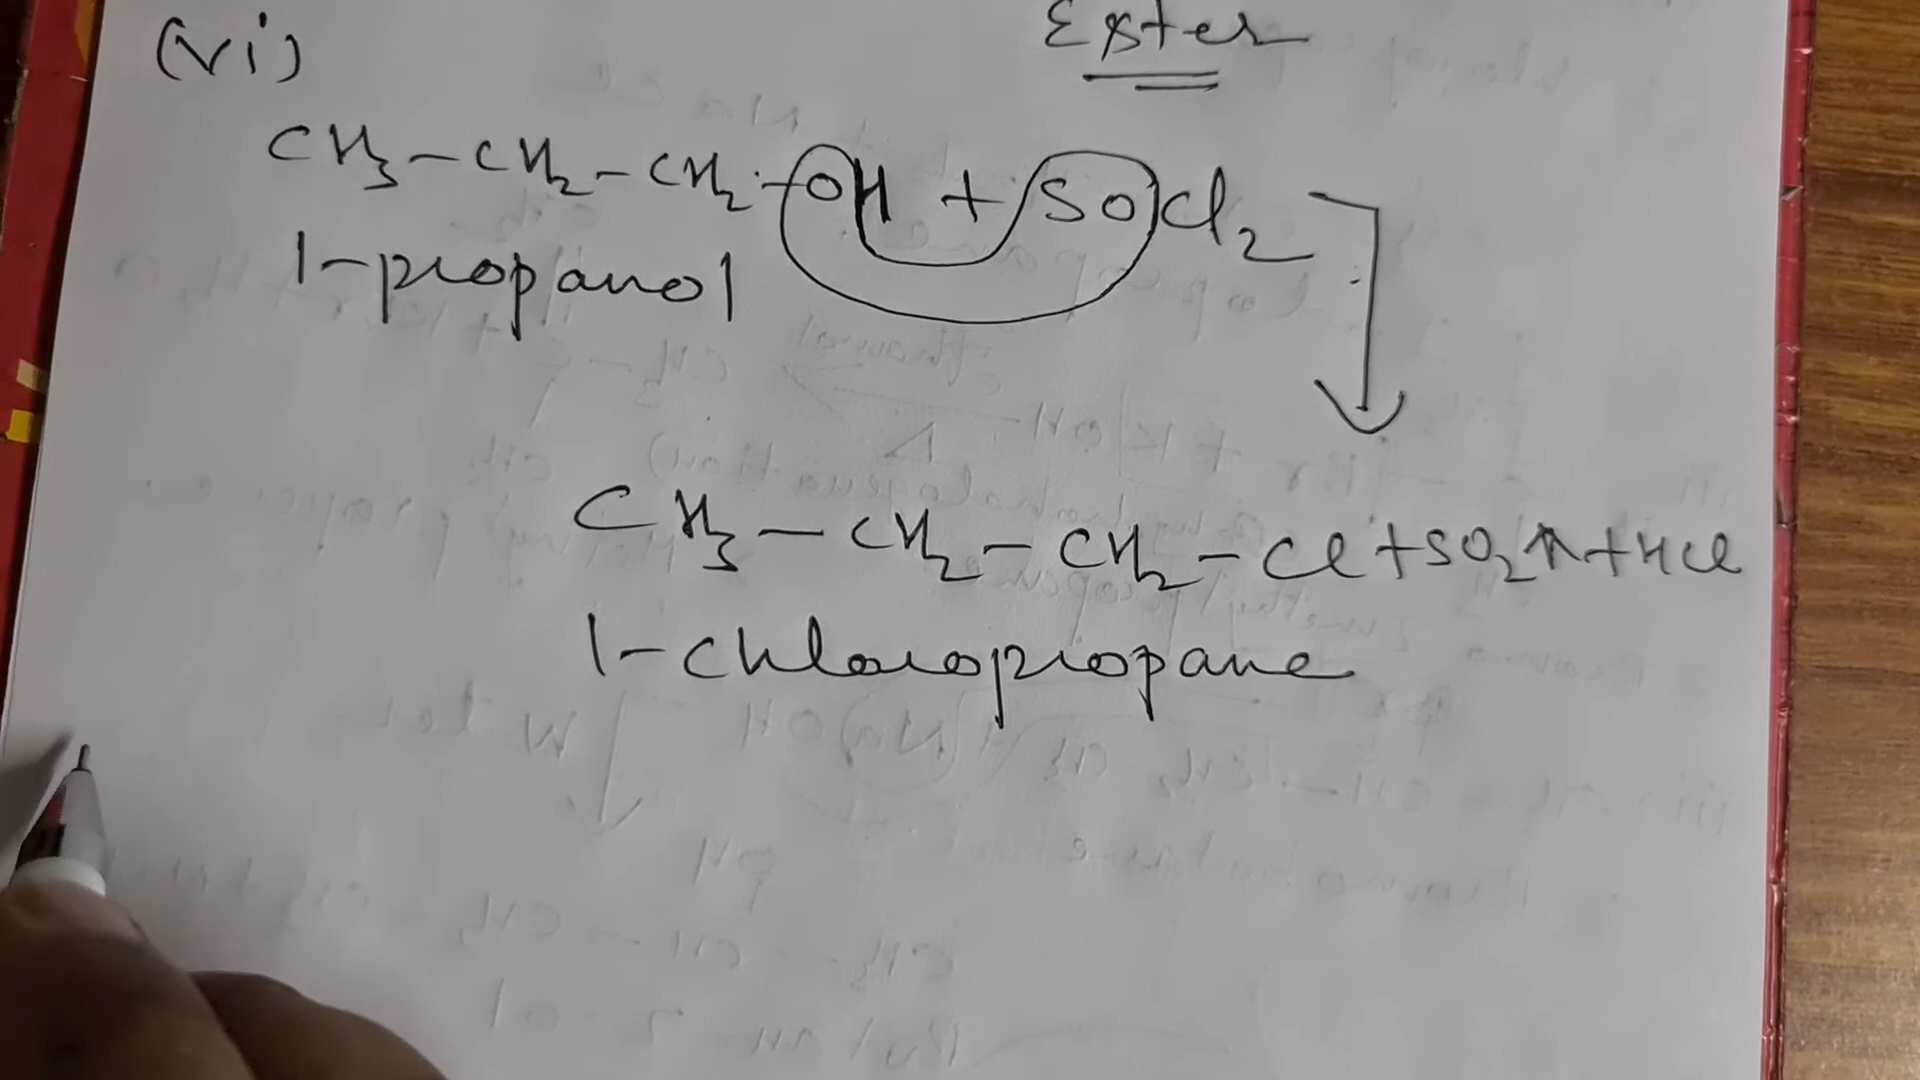 Ester
(vi)
CH₃-CH₂-CH₂-OH + SOCl₂
1-propanol
CH₃-CH₂-CH₂-Cl+SO₂↑+HCl
1-chloropropane